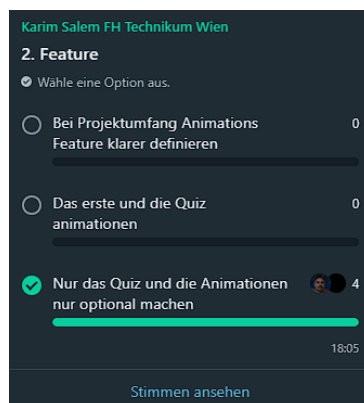 Karim Salem FH Technikum Wien
2. Feature
Wähle eine Option aus.
Bei Projektumfang Animations 0
Feature klarer definieren
Das erste und die Quiz 0
animationen
Nur das Quiz und die Animationen 4
nur optional machen
18:05
Stimmen ansehen